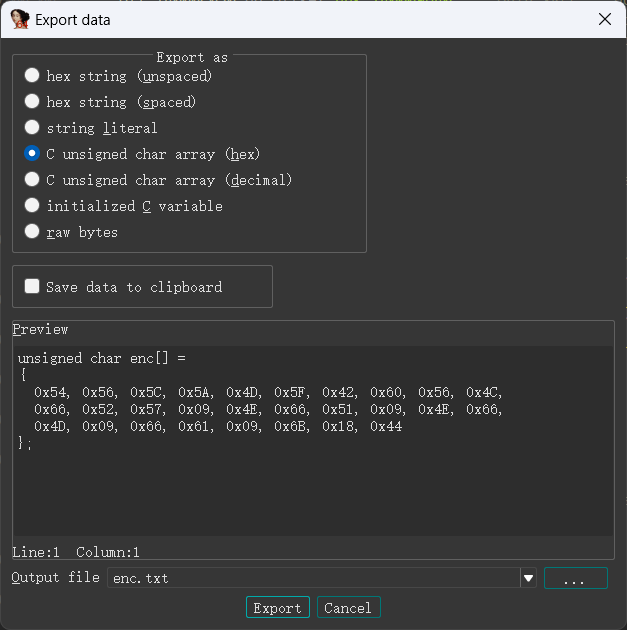 Export data
Export as
hex string (unspaced)
hex string (spaced)
string literal
C unsigned char array (hex)
C unsigned char array (decimal)
initialized C variable
raw bytes
Save data to clipboard
Preview
unsigned char enc[] =
{
0x54, 0x56, 0x5C, 0x5A, 0x4D, 0x5F, 0x42, 0x60, 0x56, 0x4C,
0x66, 0x52, 0x57, 0x09, 0x4E, 0x66, 0x51, 0x09, 0x4E, 0x66,
0x4D, 0x09, 0x66, 0x61, 0x09, 0x6B, 0x18, 0x44
};
Line:1 Column:1
Output file enc.txt ...
Export Cancel